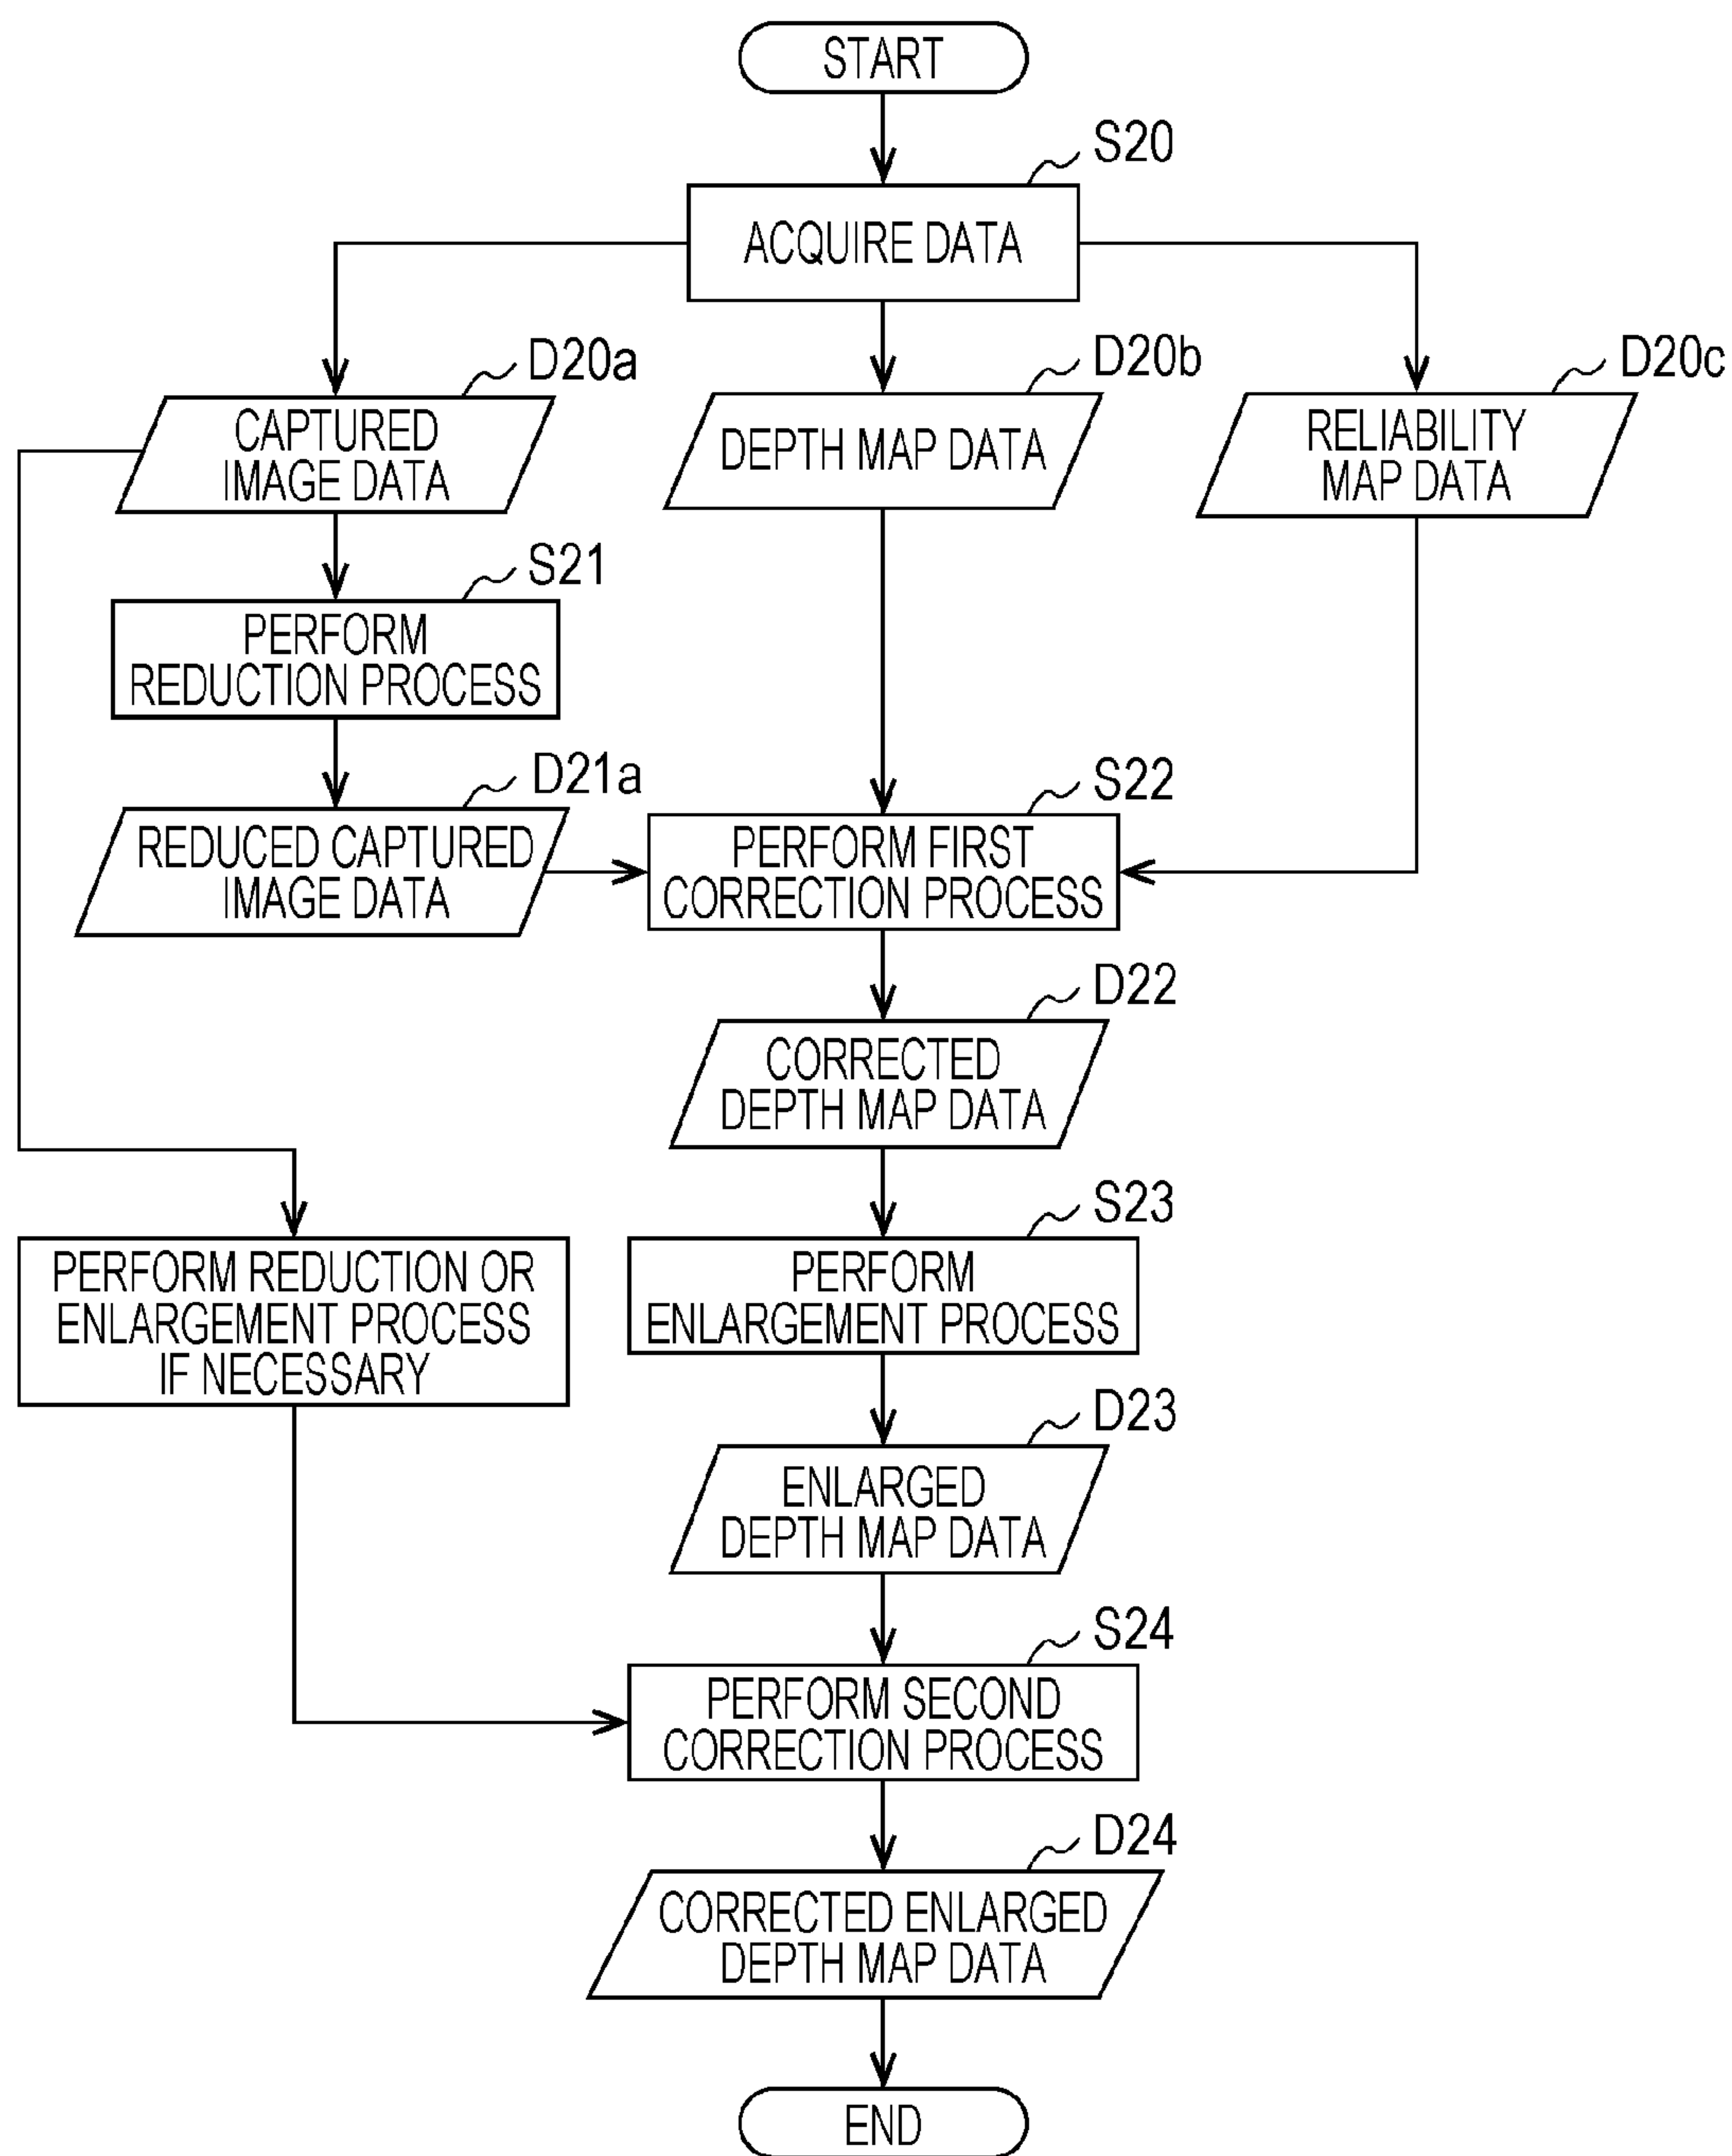 START
S20
ACQUIRE DATA
D20a
CAPTURED
IMAGE DATA
D20b
DEPTH MAP DATA
D20c
RELIABILITY
MAP DATA
S21
PERFORM
REDUCTION PROCESS
D21a
REDUCED CAPTURED
IMAGE DATA
S22
PERFORM FIRST
CORRECTION PROCESS
D22
CORRECTED
DEPTH MAP DATA
PERFORM REDUCTION OR
ENLARGEMENT PROCESS
IF NECESSARY
S23
PERFORM
ENLARGEMENT PROCESS
D23
ENLARGED
DEPTH MAP DATA
S24
PERFORM SECOND
CORRECTION PROCESS
D24
CORRECTED ENLARGED
DEPTH MAP DATA
END